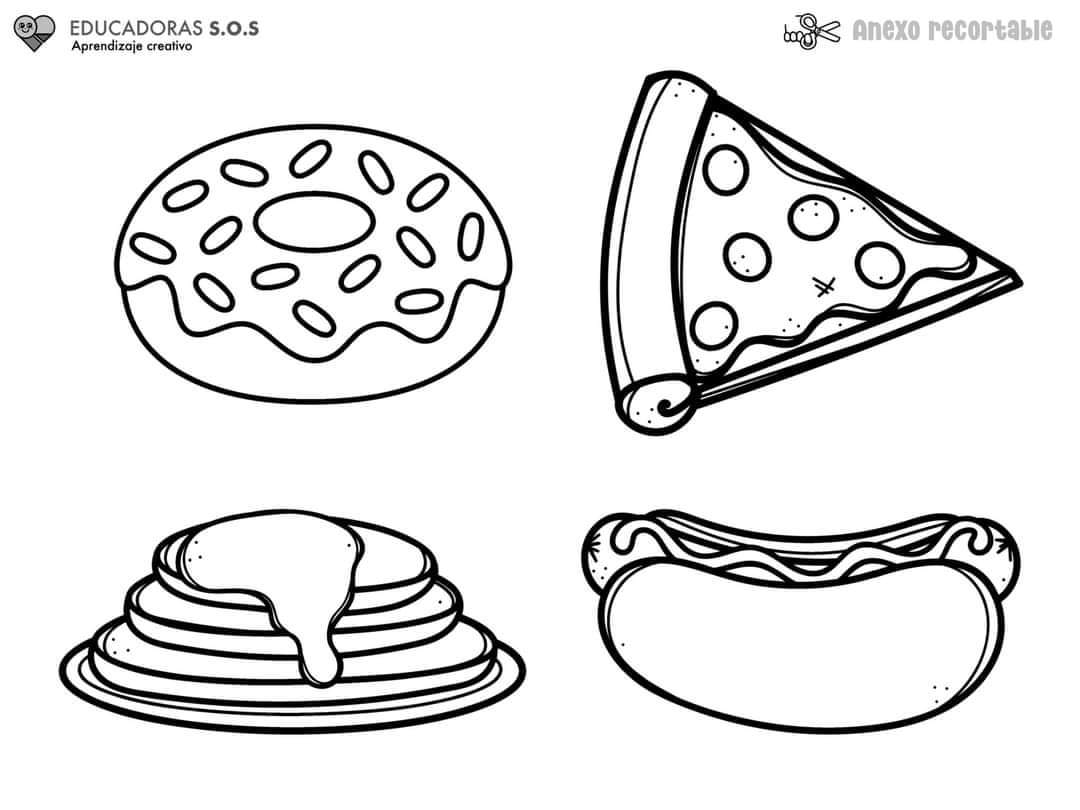 EDUCADORAS S.O.S
Aprendizaje creativo
Anexo recortable